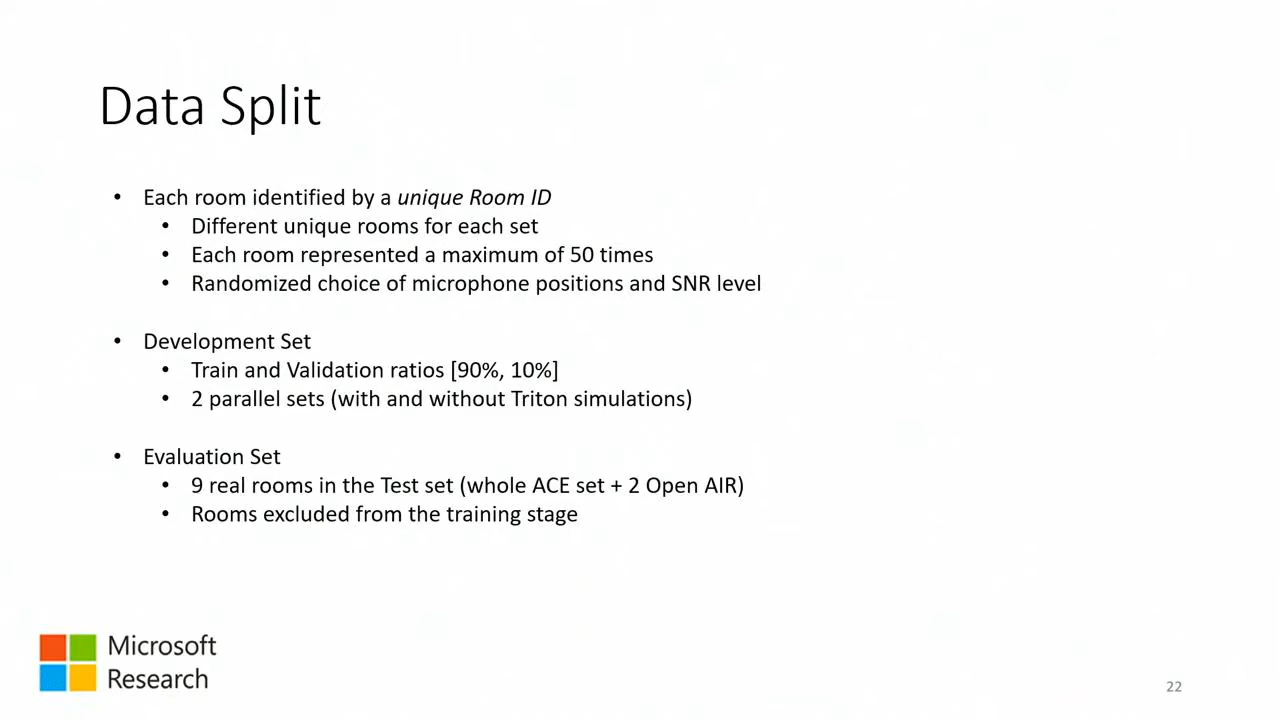 Data Split
• Each room identified by a unique Room ID
• Different unique rooms for each set
• Each room represented a maximum of 50 times
• Randomized choice of microphone positions and SNR level
• Development Set
• Train and Validation ratios [90%, 10%]
• 2 parallel sets (with and without Triton simulations)
• Evaluation Set
• 9 real rooms in the Test set (whole ACE set + 2 Open AIR)
• Rooms excluded from the training stage
Microsoft
Research
22